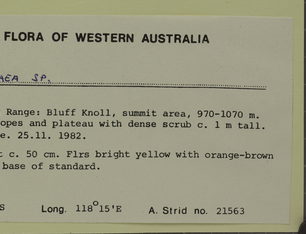 FLORA OF WESTERN AUSTRALIA
AEA SP.
Range: Bluff Knoll, summit area, 970-1070 m.
opes and plateau with dense scrub c. 1 m tall.
e. 25.11. 1982.
t c. 50 cm. Flrs bright yellow with orange-brown
base of standard.
S Long. 118°15'E A. Strid no. 21563